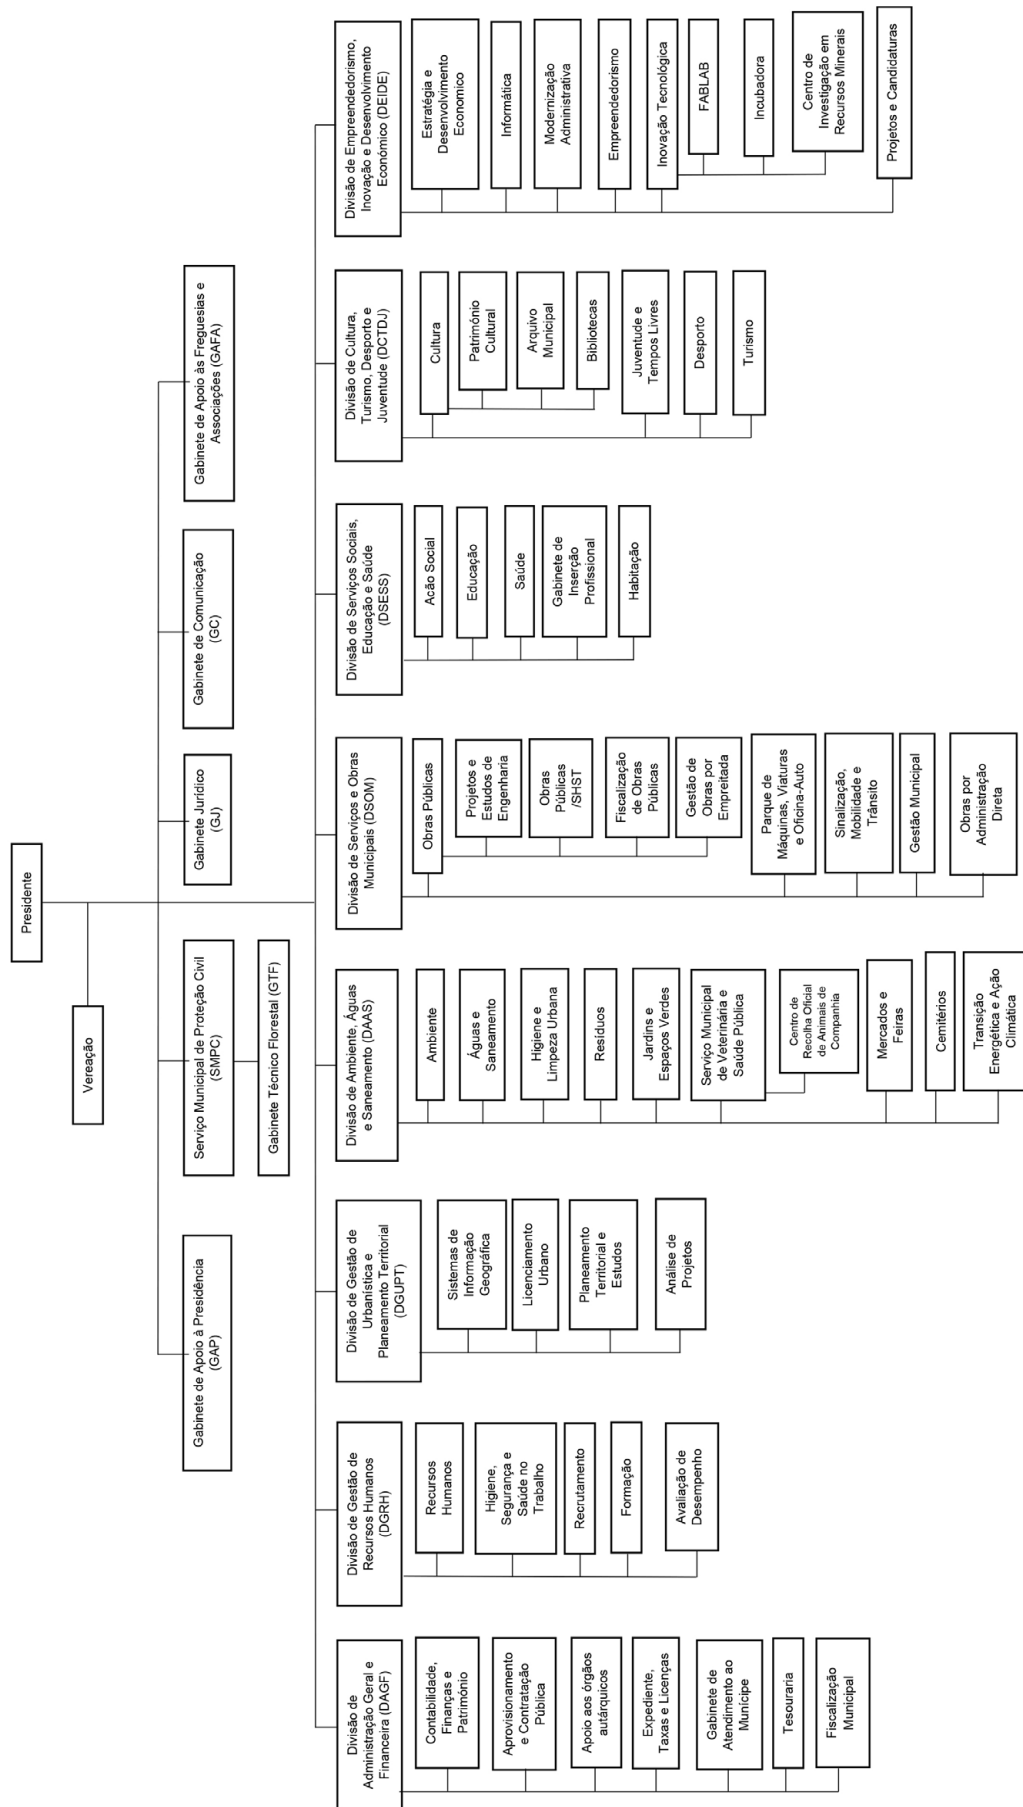 Presidente
Vereação
Gabinete de Apoio à Presidência
(GAP)
Serviço Municipal de Proteção Civil
(SMPC)
Gabinete Técnico Florestal (GTF)
Gabinete Jurídico
(GJ)
Gabinete de Comunicação
(GC)
Gabinete de Apoio às Freguesias e
Associações (GAFA)
Divisão de
Administração Geral e
Financeira (DAGF)
Contabilidade,
Finanças e
Património
Aprovisionamento
e Contratação
Pública
Apoio aos órgãos
autárquicos
Expediente,
Taxas e Licenças
Gabinete de
Atendimento ao
Munícipe
Tesouraria
Fiscalização
Municipal
Divisão de Gestão de
Recursos Humanos
(DGRH)
Recursos
Humanos
Higiene,
Segurança e
Saúde no
Trabalho
Recrutamento
Formação
Avaliação de
Desempenho
Divisão de Gestão de
Urbanística e
Planeamento Territorial
(DGUPT)
Sistemas de
Informação
Geográfica
Licenciamento
Urbano
Planeamento
Territorial e
Estudos
Análise de
Projetos
Divisão de Ambiente, Águas
e Saneamento (DAAS)
Ambiente
Águas e
Saneamento
Higiene e
Limpeza Urbana
Resíduos
Jardins e
Espaços Verdes
Serviço Municipal
de Veterinária e
Saúde Pública
Centro de
Recolha Oficial
de Animais de
Companhia
Mercados e
Feiras
Cemitérios
Transição
Energética e Ação
Climática
Divisão de Serviços e Obras
Municipais (DSOM)
Obras Públicas
Projetos e
Estudos de
Engenharia
Obras
Públicas
/SHST
Fiscalização
de Obras
Públicas
Gestão de
Obras por
Empreitada
Parque de
Máquinas, Viaturas
e Oficina-Auto
Sinalização,
Mobilidade e
Trânsito
Gestão Municipal
Obras por
Administração
Direta
Divisão de Serviços Sociais,
Educação e Saúde
(DSESS)
Acão Social
Educação
Saúde
Gabinete de
Inserção
Profissional
Habitação
Divisão de Cultura,
Turismo, Desporto e
Juventude (DCTDJ)
Cultura
Património
Cultural
Arquivo
Municipal
Bibliotecas
Juventude e
Tempos Livres
Desporto
Turismo
Divisão de Empreendedorismo,
Inovação e Desenvolvimento
Económico (DEIDE)
Estratégia e
Desenvolvimento
Economico
Informática
Modernização
Administrativa
Empreendedorismo
Inovação Tecnológica
FABLAB
Incubadora
Centro de
Investigação em
Recursos Minerais
Projetos e Candidaturas